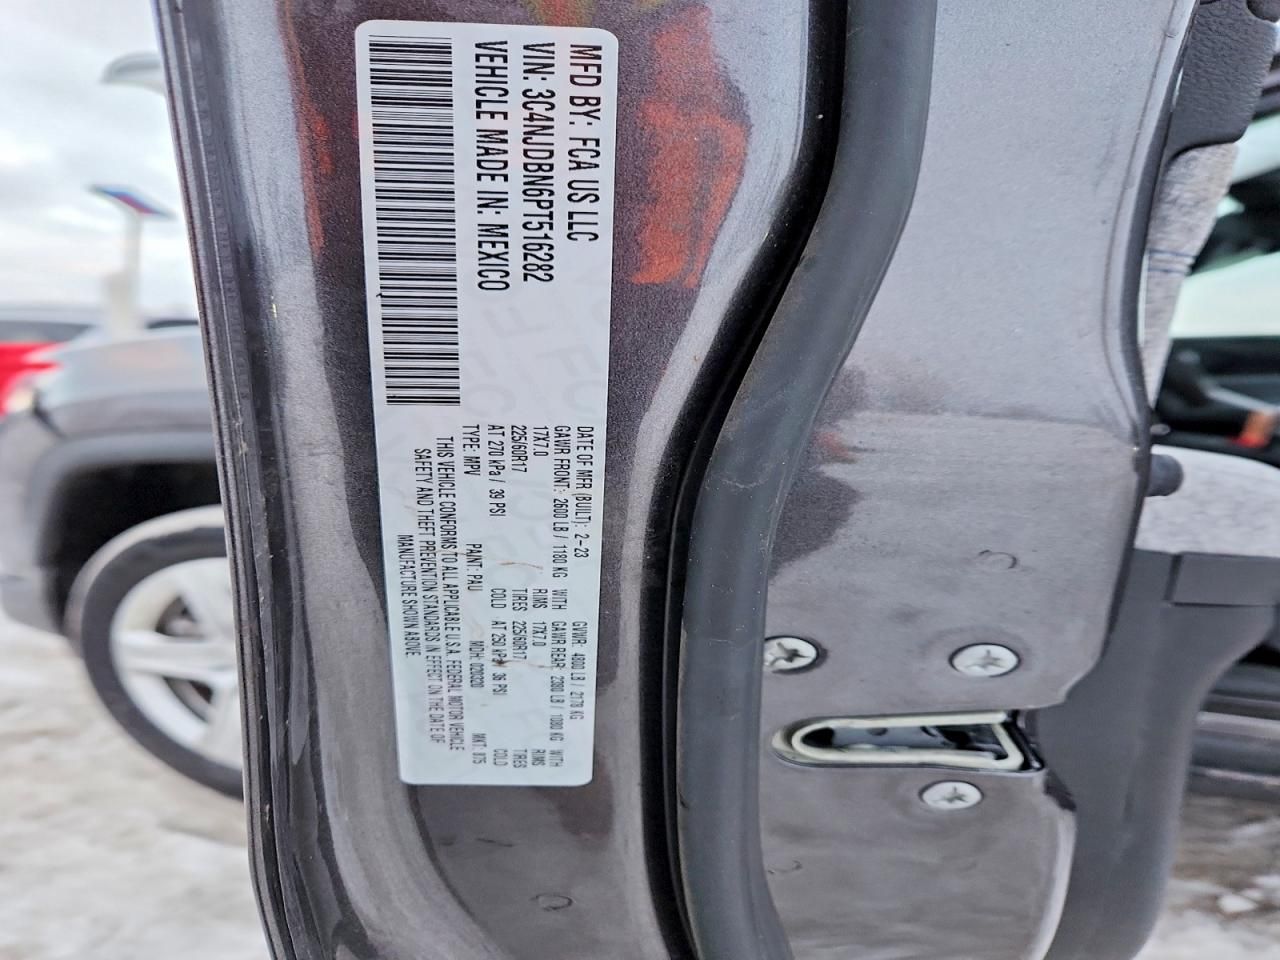 MFD BY: FCA US LLC
VIN: 3C4NJDBN6PT516282
VEHICLE MADE IN: MEXICO
DATE OF MFR (BUILT): 2-23 GVWR: 4800 LB / 2178 KG
GAWR FRONT: 2600 LB / 1180 KG WITH GAWR REAR: 2380 LB / 1080 KG WITH
17X7.0 RIMS 17X7.0 RIMS
225/60R17 TIRES 225/60R17 TIRES
AT 270 kPa / 39 PSI COLD AT 250 kPa / 36 PSI COLD
TYPE: MPV PAINT: PAU MDH: 020320 MKT: 875
THIS VEHICLE CONFORMS TO ALL APPLICABLE U.S.A. FEDERAL MOTOR VEHICLE
SAFETY AND THEFT PREVENTION STANDARDS IN EFFECT ON THE DATE OF
MANUFACTURE SHOWN ABOVE.